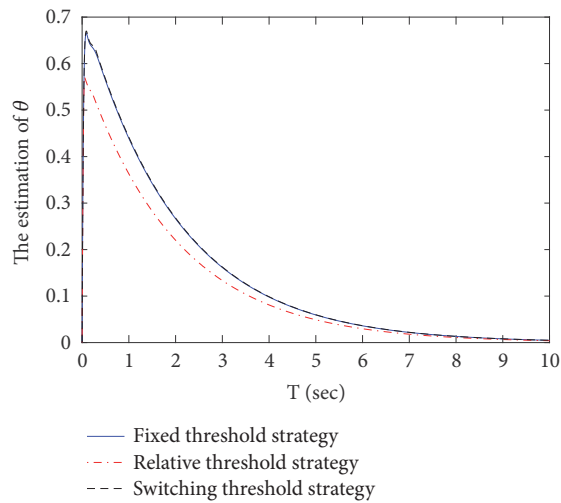 0.7
0.6
0.5
0.4
0.3
0.2
0.1
0
The estimation of θ
0 1 2 3 4 5 6 7 8 9 10
T (sec)
Fixed threshold strategy
Relative threshold strategy
Switching threshold strategy